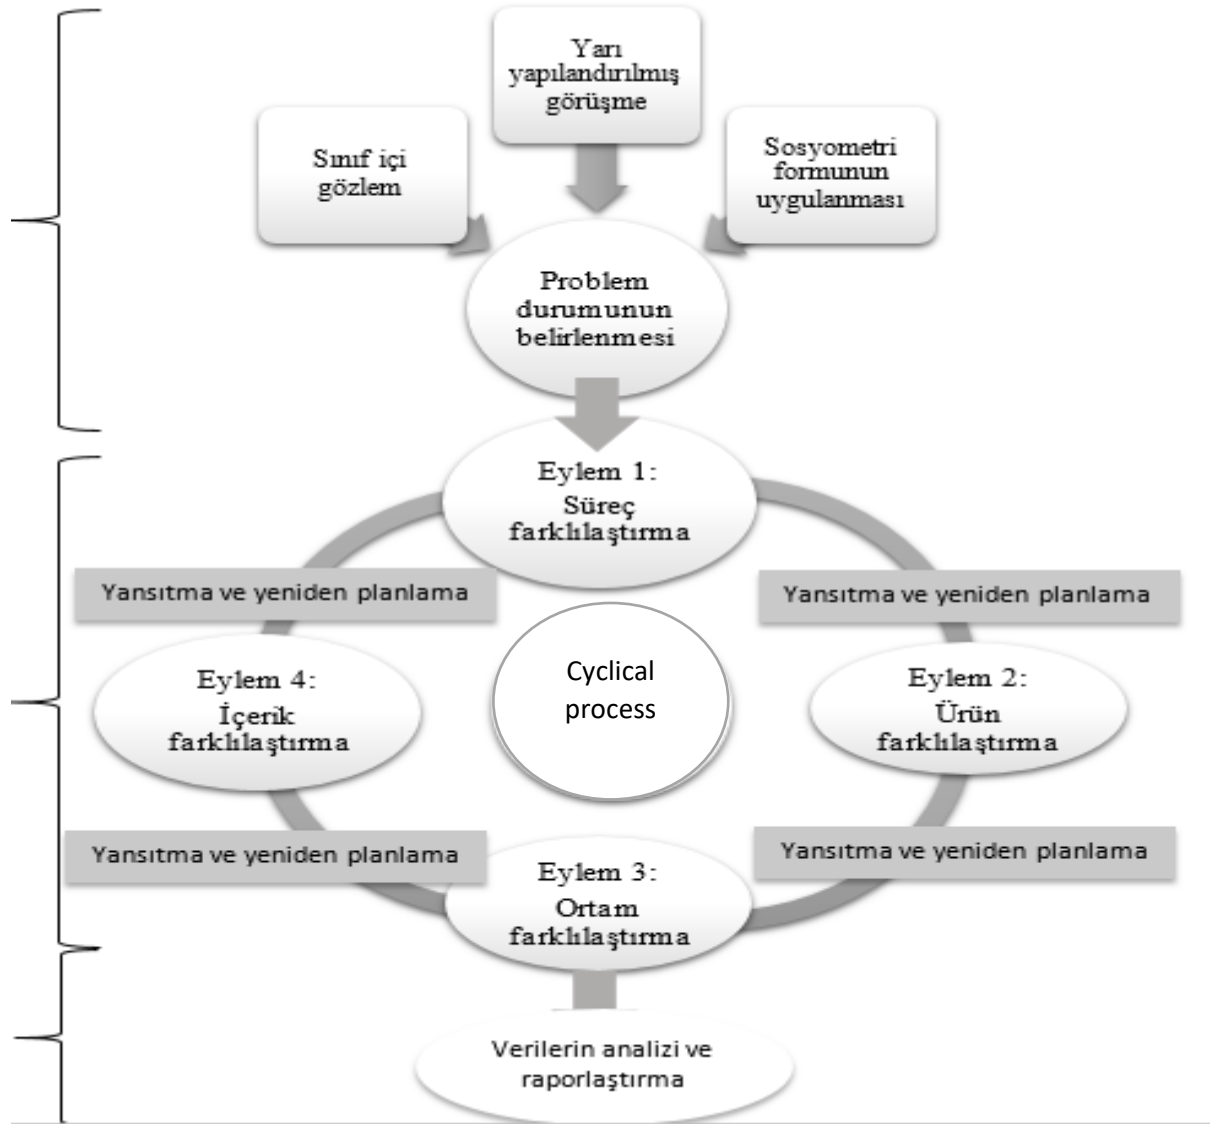 Yarı
yapılandırılmış
görüşme
Sınıf içi
gözlem
Sosyometri
formunun
uygulanması
Problem
durumunun
belirlenmesi
Eylem 1:
Süreç
farklılaştırma
Yansıtma ve yeniden planlama
Yansıtma ve yeniden planlama
Eylem 4:
İçerik
farklılaştırma
Cyclical
process
Eylem 2:
Ürün
farklılaştırma
Yansıtma ve yeniden planlama
Yansıtma ve yeniden planlama
Eylem 3:
Ortam
farklılaştırma
Verilerin analizi ve
raporlaştırma